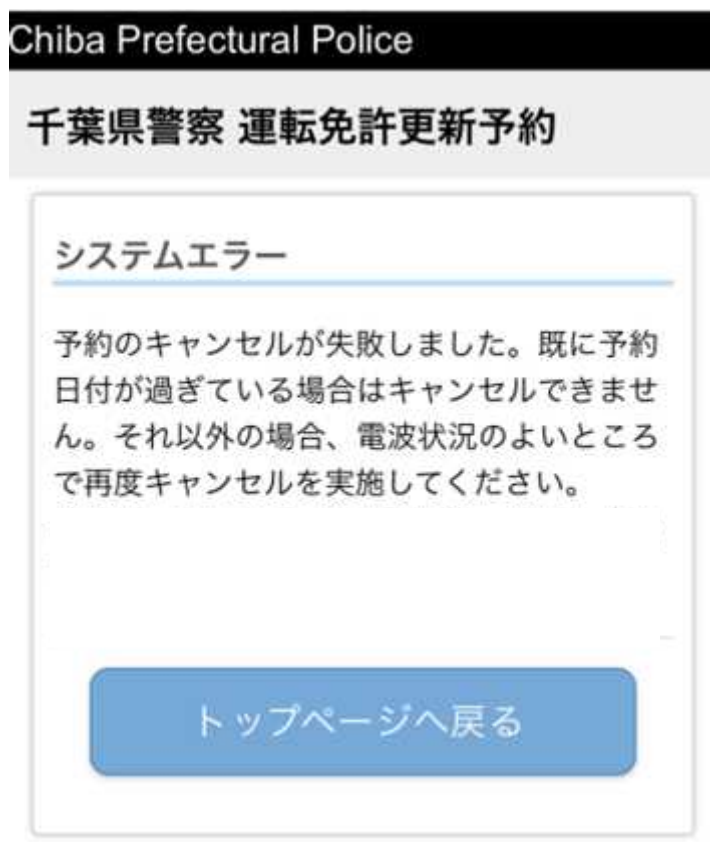 Chiba Prefectural Police
千葉県警察 運転免許更新予約
システムエラー
予約のキャンセルが失敗しました。既に予約
日付が過ぎている場合はキャンセルできませ
ん。それ以外の場合、電波状況のよいところ
で再度キャンセルを実施してください。
トップページへ戻る